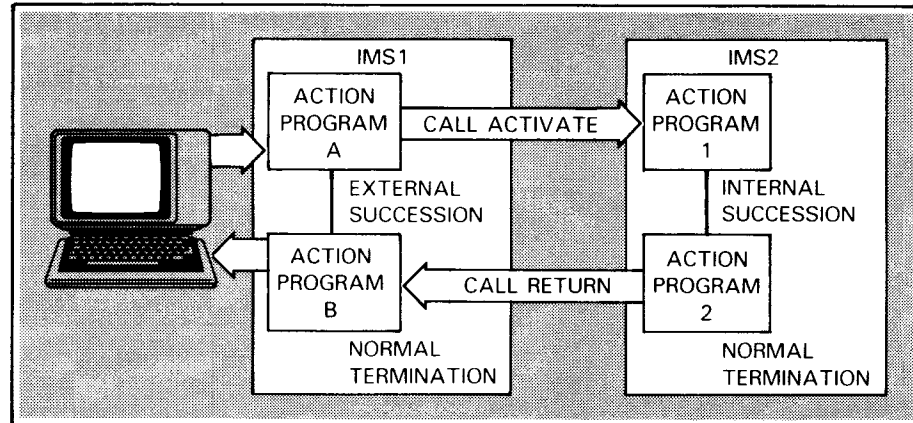 IMS1
IMS2
ACTION
PROGRAM
A
CALL ACTIVATE
ACTION
PROGRAM
1
EXTERNAL
SUCCESSION
INTERNAL
SUCCESSION
ACTION
PROGRAM
B
CALL RETURN
ACTION
PROGRAM
2
NORMAL
TERMINATION
NORMAL
TERMINATION